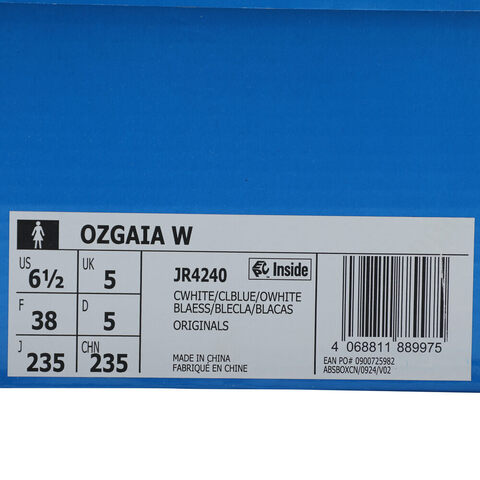 OZGAIA W
US 6½ UK 5
F 38 D 5
J 235 CHN 235
JR4240 Inside
CWHITE/CLBLUE/OWHITE
BLAESS/BLECLA/BLACAS
ORIGINALS
MADE IN CHINA
FABRIQUÉ EN CHINE
4 068811 889975
EAN PO# 0900725982
ABSBOXCN/0924/V02